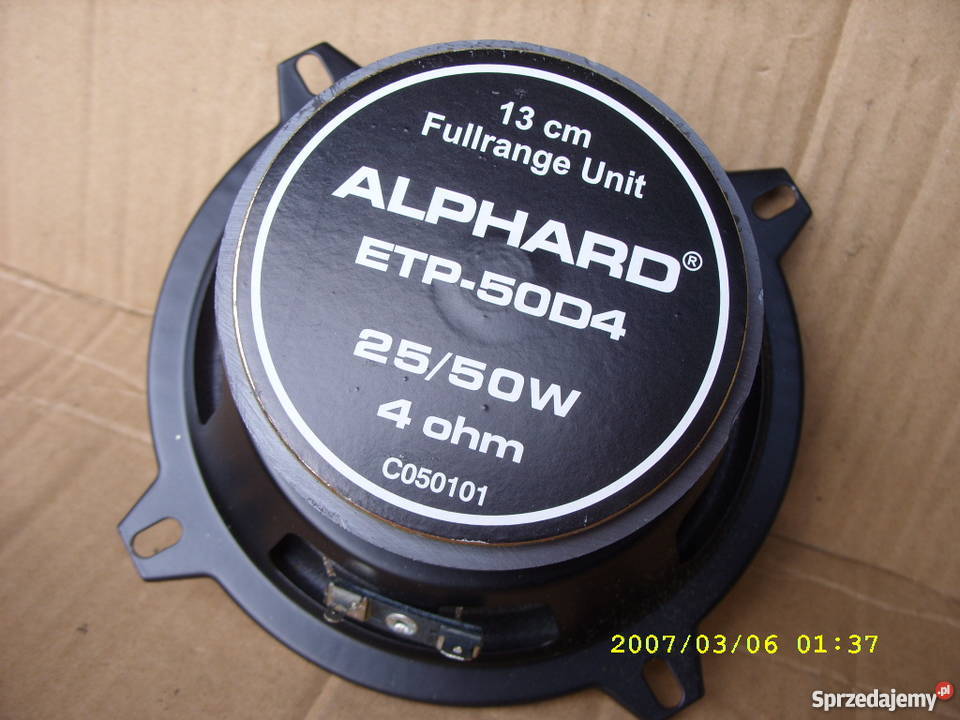 13 cm
Fullrange Unit
ALPHARD®
ETP-50D4
25/50W
4 ohm
C050101
2007/03/06 01:37
Sprzedajemy.pl